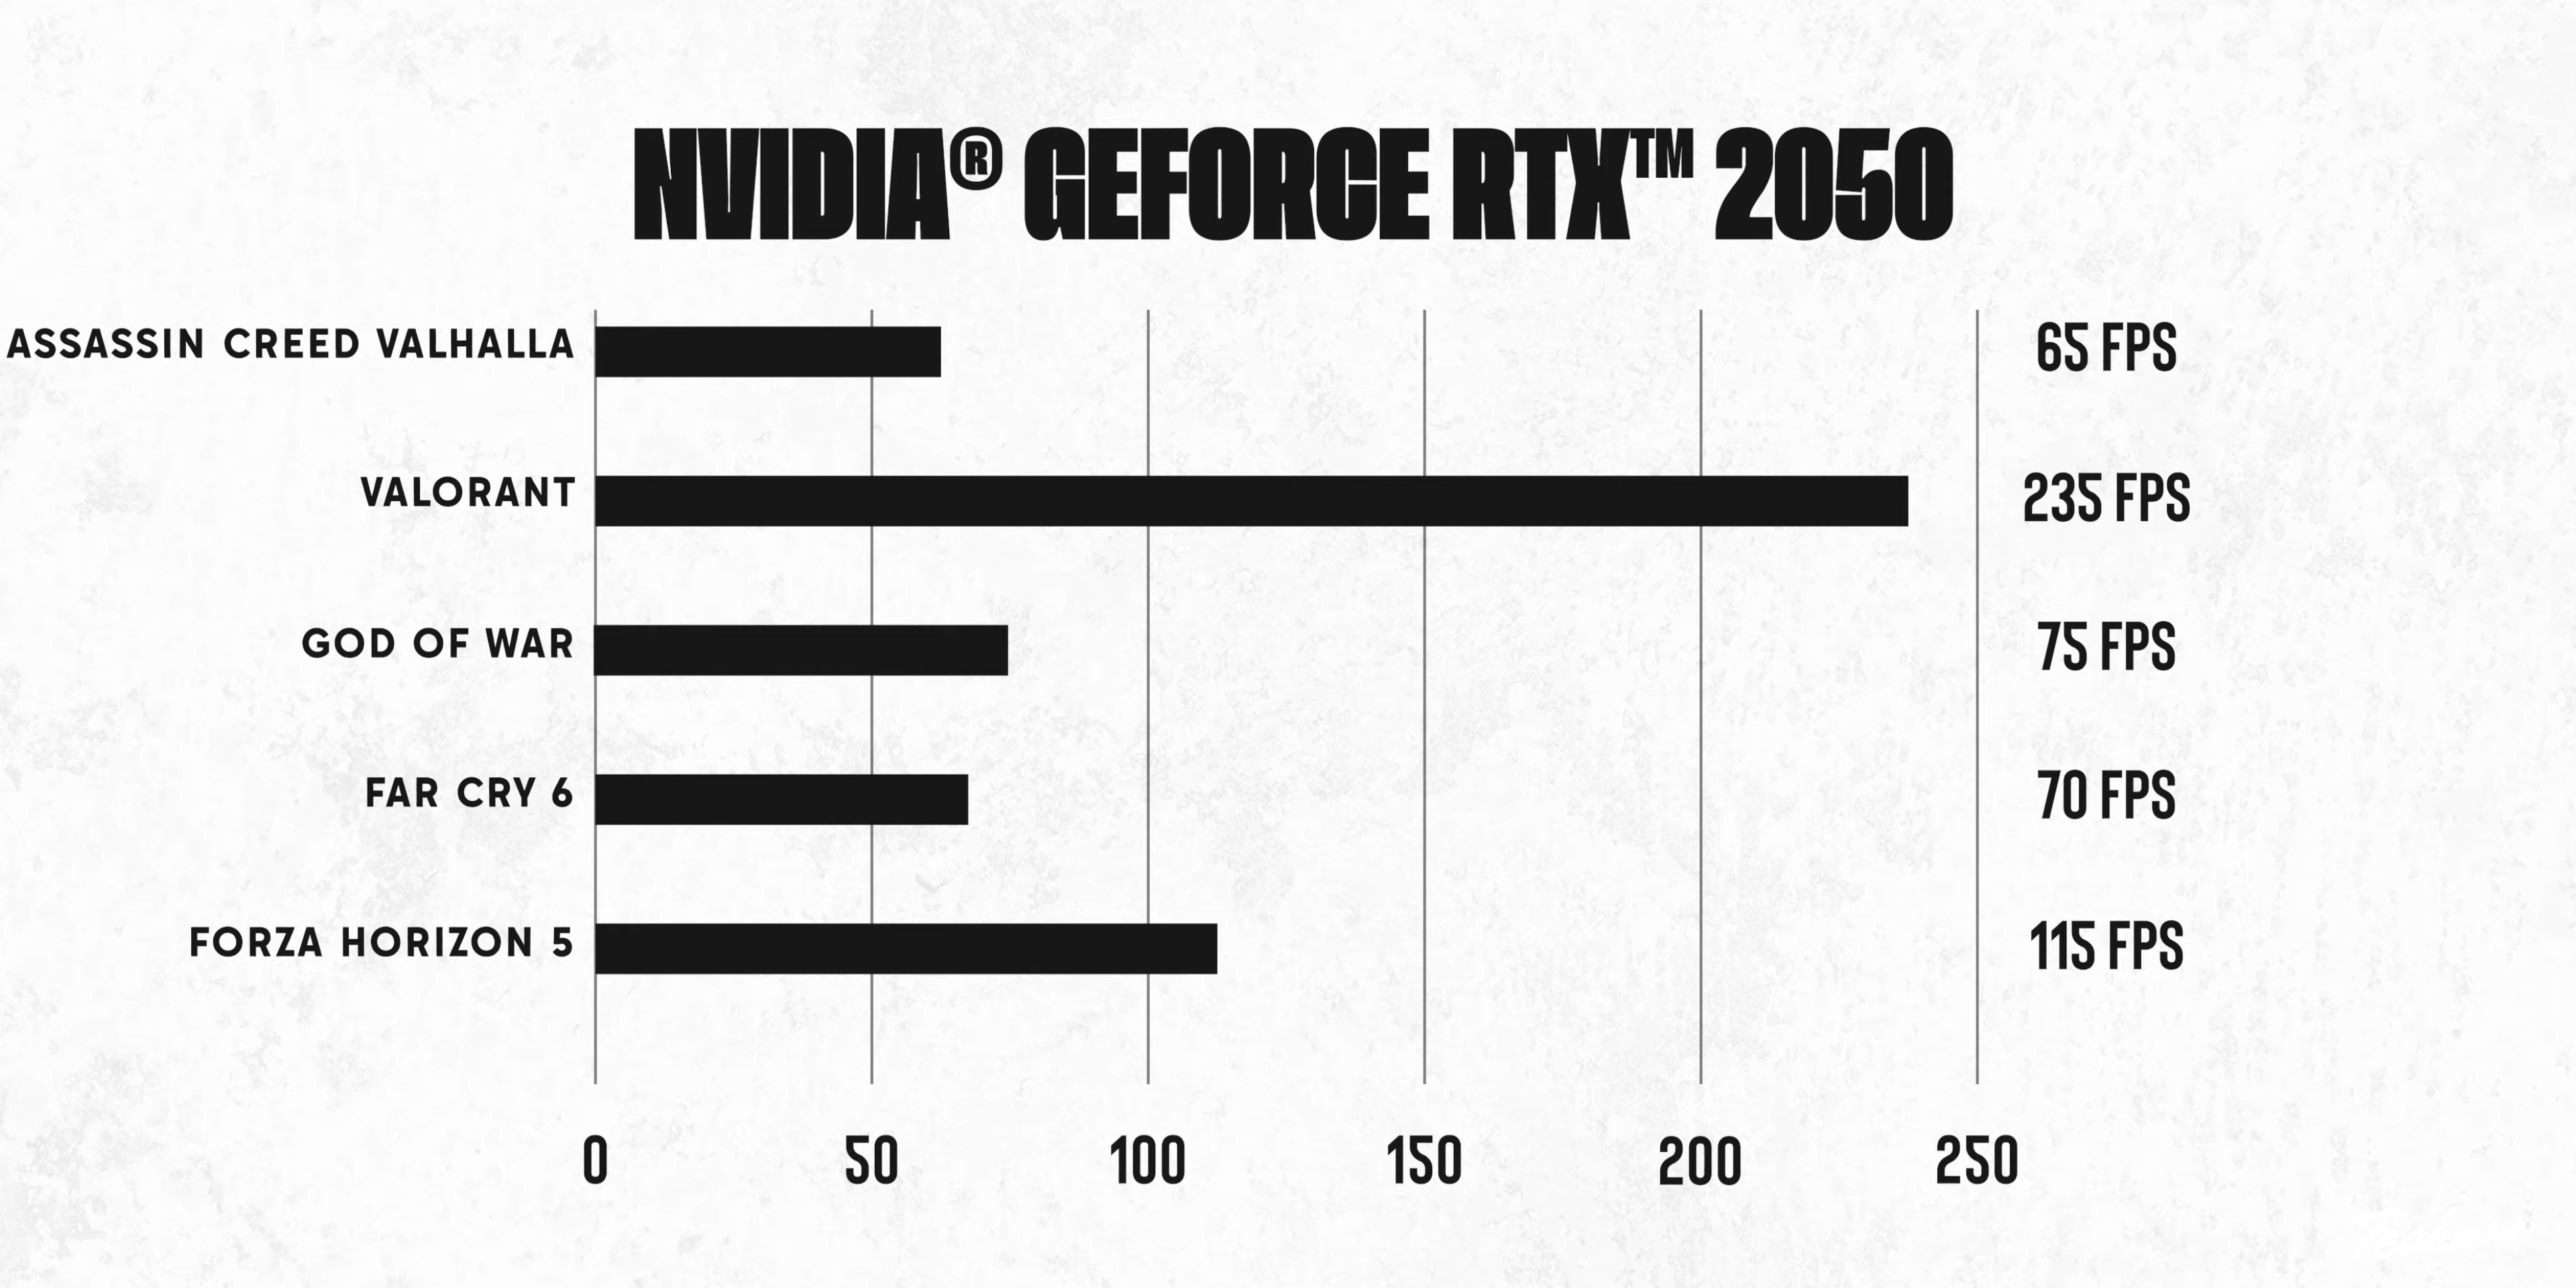 NVIDIA® GEFORCE RTX™ 2050
ASSASSIN CREED VALHALLA 65 FPS
VALORANT 235 FPS
GOD OF WAR 75 FPS
FAR CRY 6 70 FPS
FORZA HORIZON 5 115 FPS
0 50 100 150 200 250